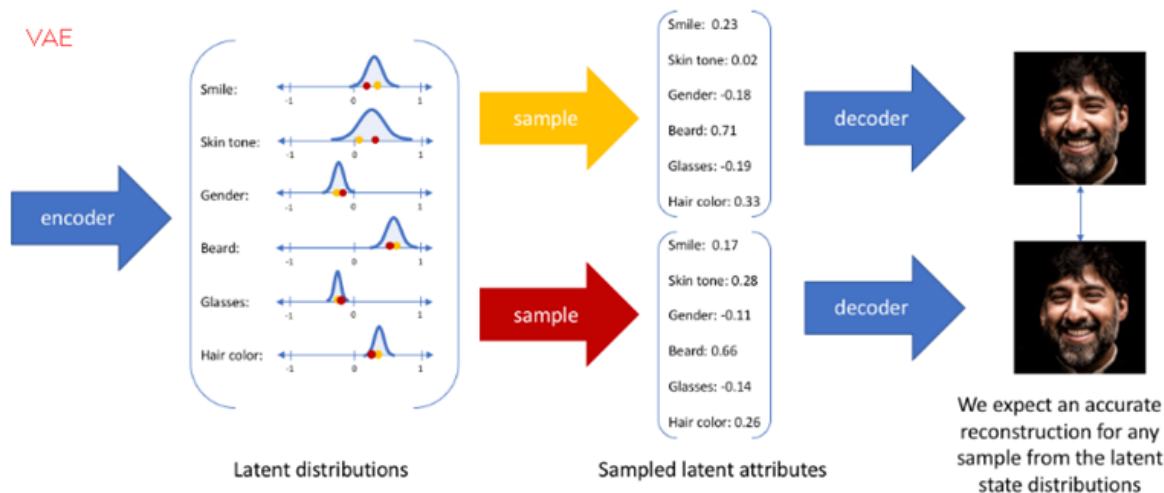 VAE
encoder
Smile:
-1 0 1
Skin tone:
-1 0 1
Gender:
-1 0 1
Beard:
-1 0 1
Glasses:
-1 0 1
Hair color:
-1 0 1
Latent distributions
sample
sample
Smile: 0.23
Skin tone: 0.02
Gender: -0.18
Beard: 0.71
Glasses: -0.19
Hair color: 0.33
Smile: 0.17
Skin tone: 0.28
Gender: -0.11
Beard: 0.66
Glasses: -0.14
Hair color: 0.26
Sampled latent attributes
decoder
decoder
We expect an accurate
reconstruction for any
sample from the latent
state distributions